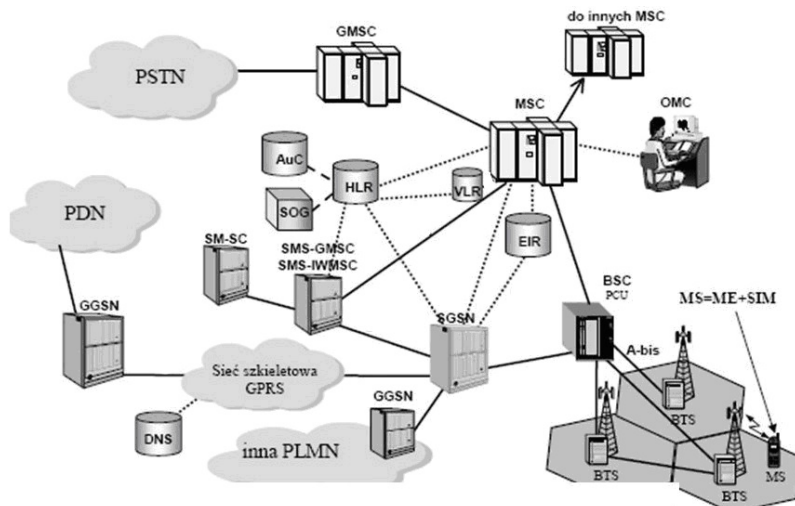 do innych MSC
GMSC
PSTN
MSC
OMC
AuC
HLR
VLR
SOG
EIR
PDN
SM-SC
SMS-GMSC
SMS-IWMSC
BSC
PCU
MS=ME+SIM
SGSN
GGSN
A-bis
Sieć szkieletowa
GPRS
GGSN
BTS
DNS
inna PLMN
BTS
BTS
MS